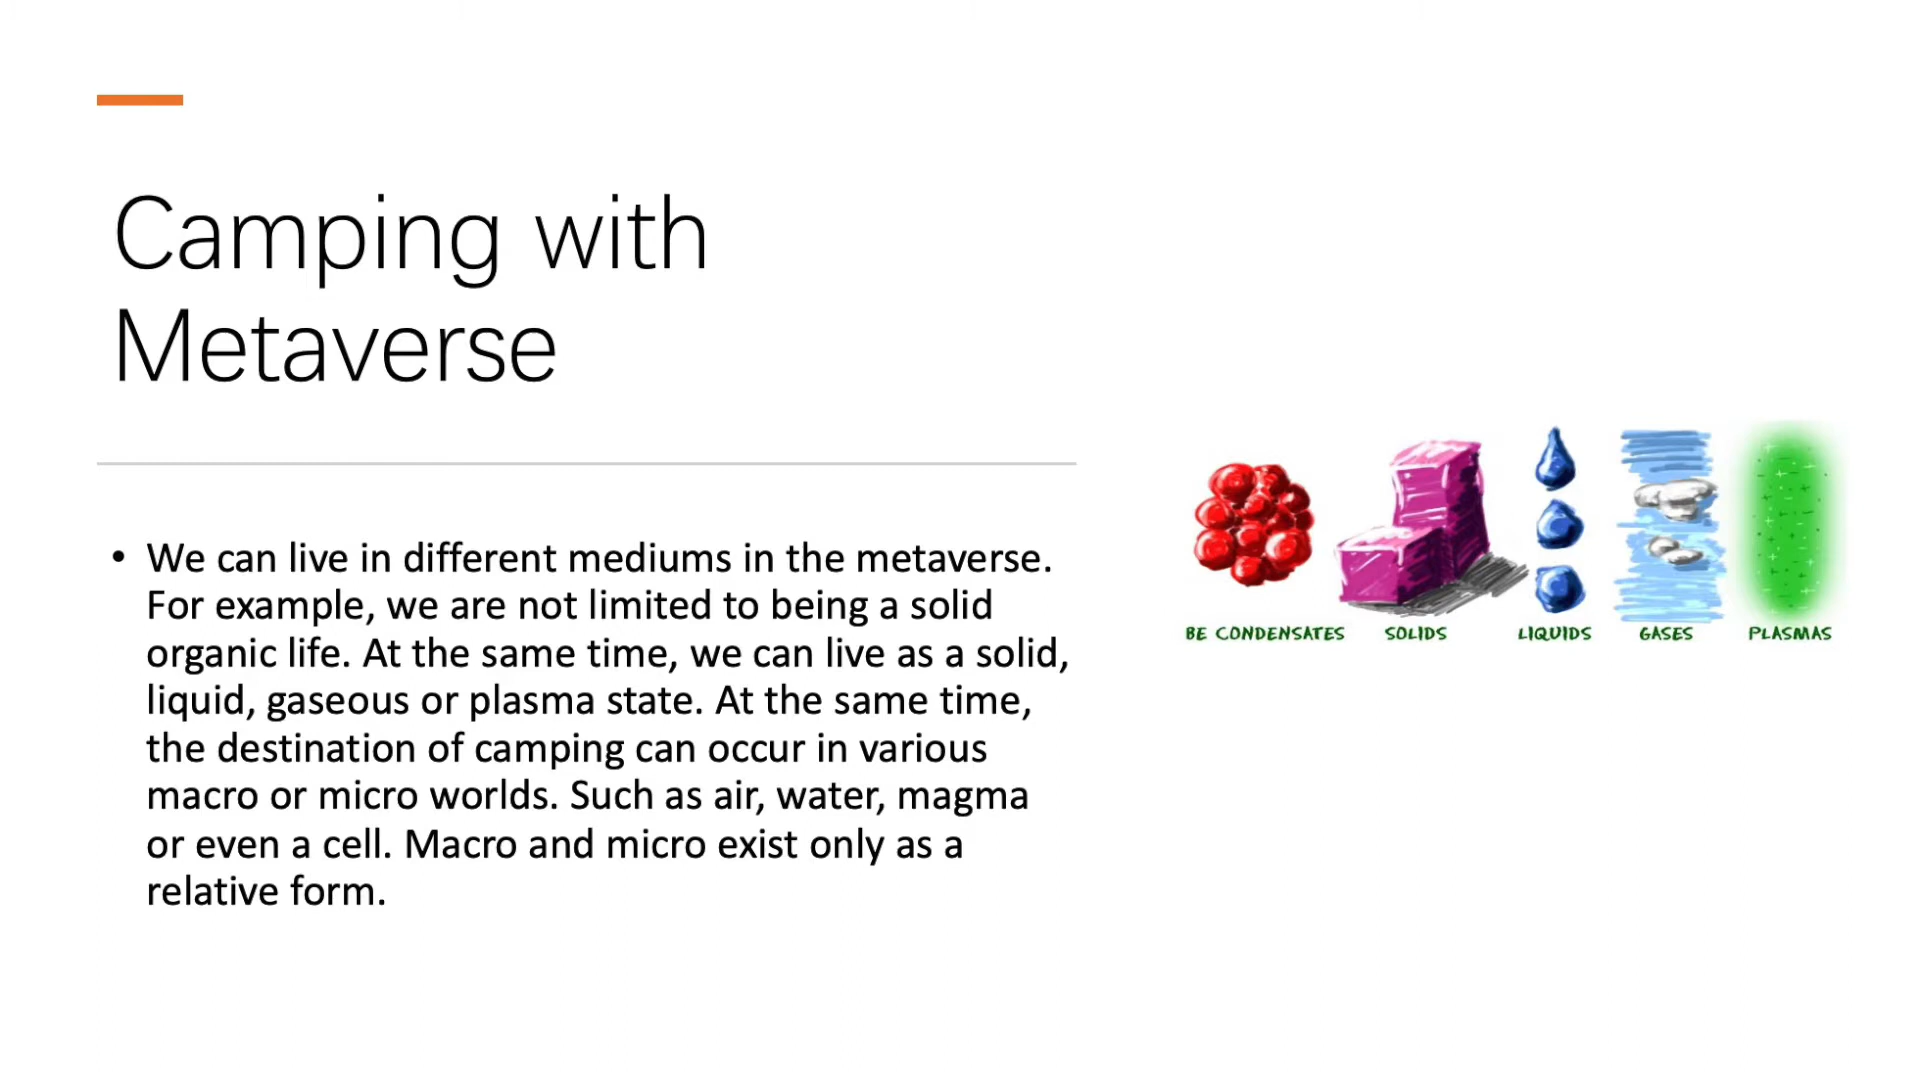 Camping with
Metaverse
• We can live in different mediums in the metaverse.
For example, we are not limited to being a solid
organic life. At the same time, we can live as a solid,
liquid, gaseous or plasma state. At the same time,
the destination of camping can occur in various
macro or micro worlds. Such as air, water, magma
or even a cell. Macro and micro exist only as a
relative form.
BE CONDENSATES SOLIDS LIQUIDS GASES PLASMAS